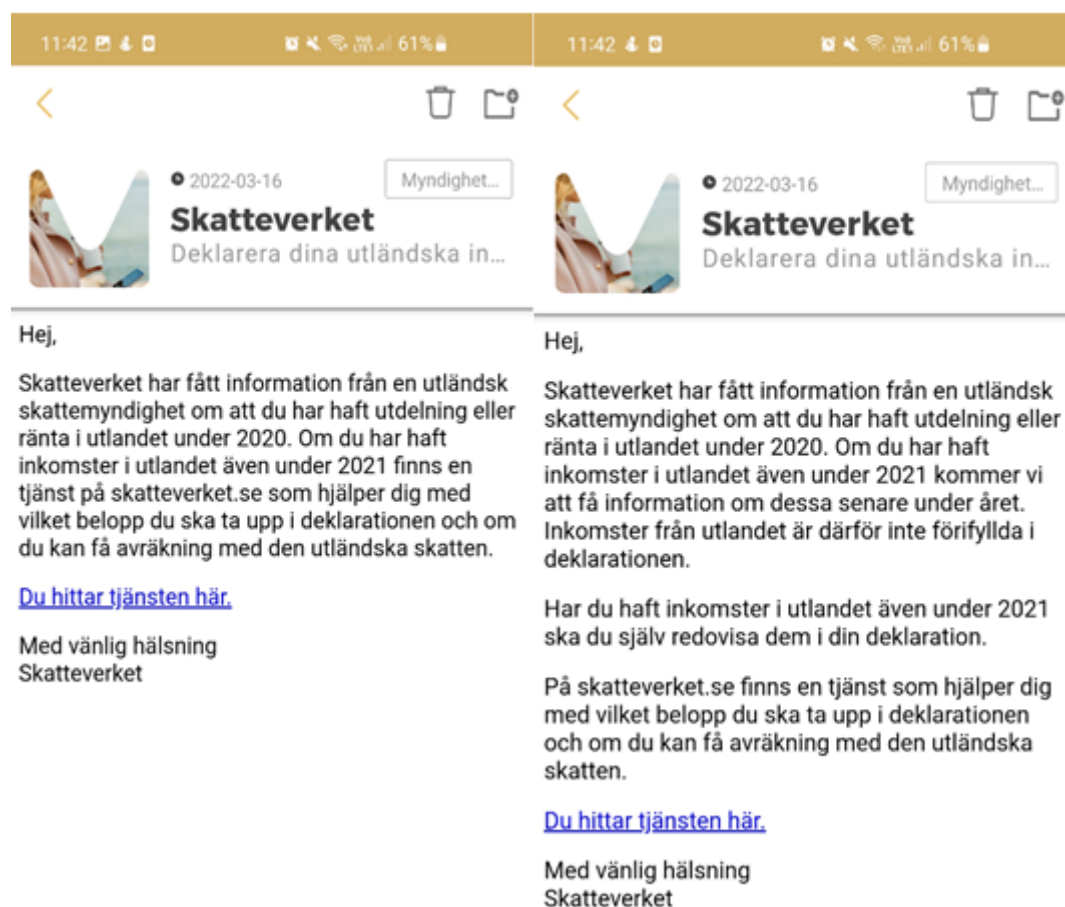 11:42
61%
Myndighet...
2022-03-16
Skatteverket
Deklarera dina utländska in...
Hej,
Skatteverket har fått information från en utländsk
skattemyndighet om att du har haft utdelning eller
ränta i utlandet under 2020. Om du har haft
inkomster i utlandet även under 2021 finns en
tjänst på skatteverket.se som hjälper dig med
vilket belopp du ska ta upp i deklarationen och om
du kan få avräkning med den utländska skatten.
Du hittar tjänsten här.
Med vänlig hälsning
Skatteverket
11:42
61%
Myndighet...
2022-03-16
Skatteverket
Deklarera dina utländska in...
Hej,
Skatteverket har fått information från en utländsk
skattemyndighet om att du har haft utdelning eller
ränta i utlandet under 2020. Om du har haft
inkomster i utlandet även under 2021 kommer vi
att få information om dessa senare under året.
Inkomster från utlandet är därför inte förifyllda i
deklarationen.
Har du haft inkomster i utlandet även under 2021
ska du själv redovisa dem i din deklaration.
På skatteverket.se finns en tjänst som hjälper dig
med vilket belopp du ska ta upp i deklarationen
och om du kan få avräkning med den utländska
skatten.
Du hittar tjänsten här.
Med vänlig hälsning
Skatteverket